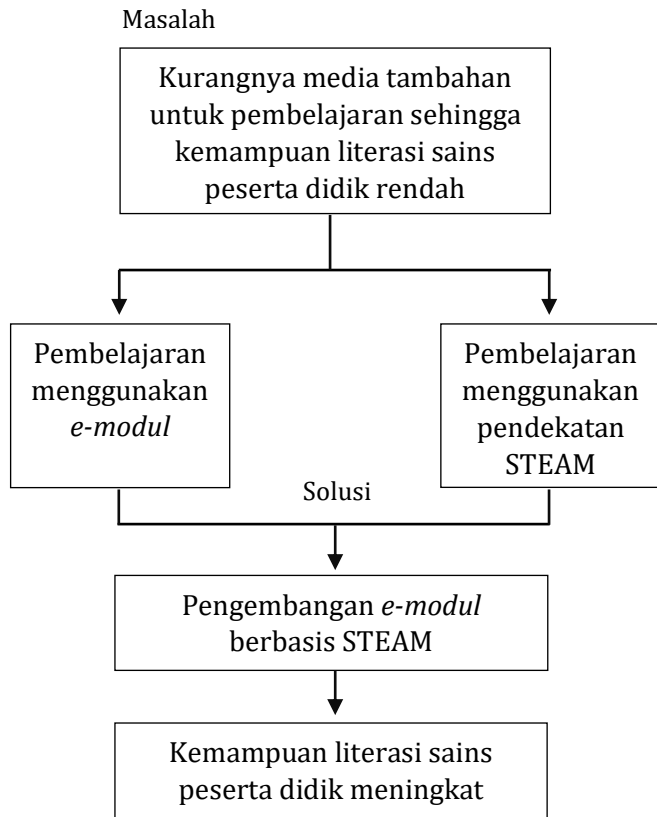 Masalah
Kurangnya media tambahan
untuk pembelajaran sehingga
kemampuan literasi sains
peserta didik rendah
Pembelajaran
menggunakan
e-modul
Pembelajaran
menggunakan
pendekatan
STEAM
Solusi
Pengembangan e-modul
berbasis STEAM
Kemampuan literasi sains
peserta didik meningkat